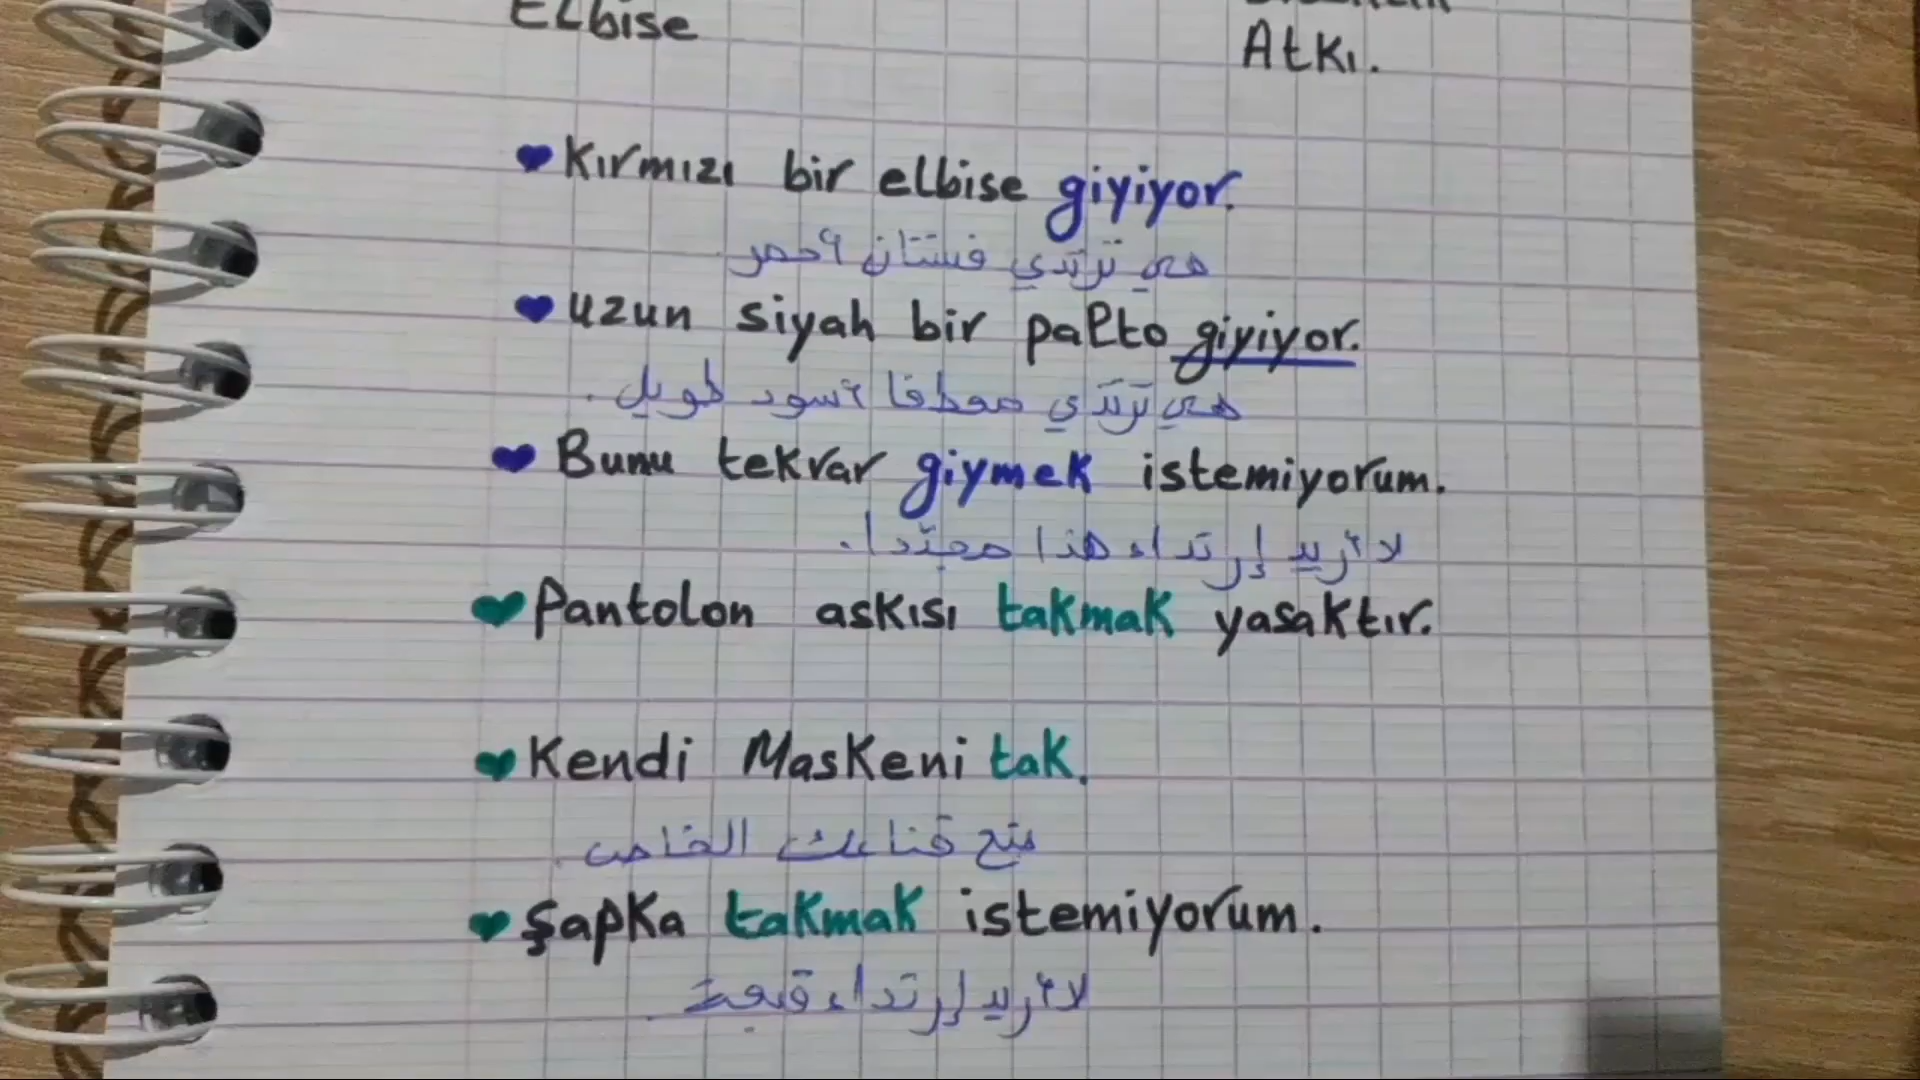 Elbise
Atkı.
Kırmızı bir elbise giyiyor.
هي ترتدي فستان أحمر
uzun siyah bir palto giyiyor.
هي ترتدي معطفا أسود طويل.
Bunu tekrar giymek istemiyorum.
لا أريد إرتداء هذا مجدّدا.
Pantolon askısı takmak yasaktır.
Kendi Maskeni tak.
قناعك الخاص.
Şapka takmak istemiyorum.
لا أريد إرتداء قبعة.